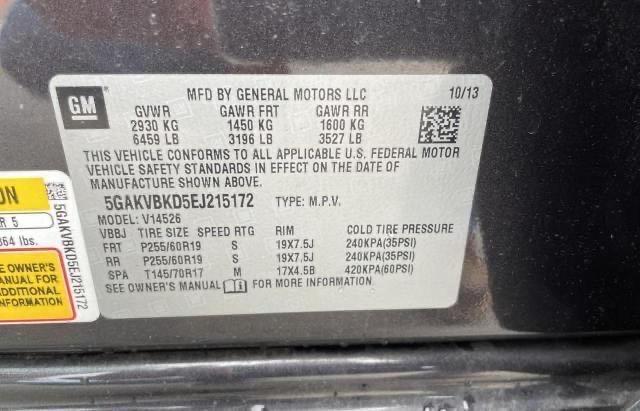 GM
MFD BY GENERAL MOTORS LLC 10/13
GVWR GAWR FRT GAWR RR
2930 KG 1450 KG 1600 KG
6459 LB 3196 LB 3527 LB
THIS VEHICLE CONFORMS TO ALL APPLICABLE U.S. FEDERAL MOTOR
VEHICLE SAFETY STANDARDS IN EFFECT ON THE DATE OF
MANUFACTURE SHOWN ABOVE.
5GAKVBKD5EJ215172 TYPE: M.P.V.
MODEL: V14526
VBBJ TIRE SIZE SPEED RTG RIM COLD TIRE PRESSURE
FRT P255/60R19 S 19X7.5J 240KPA(35PSI)
RR P255/60R19 S 19X7.5J 240KPA(35PSI)
SPA T145/70R17 M 17X4.5B 420KPA(60PSI)
SEE OWNER'S MANUAL FOR MORE INFORMATION.
ON
R 5
364 lbs.
E OWNER'S
ANUAL FOR
DDITIONAL
FORMATION
5GAKVBKD5EJ215172